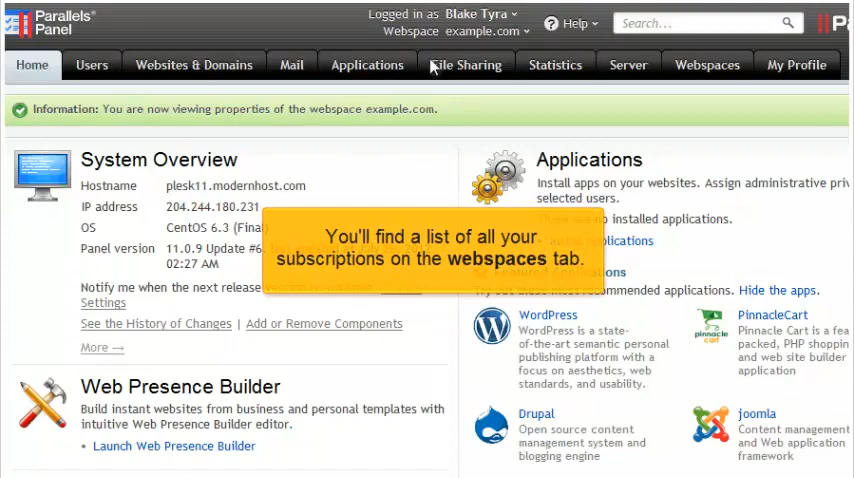 Parallels®
Panel
Logged in as Blake Tyra
Webspace example.com
Help
Search...
Home Users Websites & Domains Mail Applications File Sharing Statistics Server Webspaces My Profile
Information: You are now viewing properties of the webspace example.com.
System Overview
Hostname plesk11.modernhost.com
IP address 204.244.180.231
OS CentOS 6.3 (Final)
Panel version 11.0.9 Update #6,
02:27 AM
Notify me when the next release
Settings
See the History of Changes | Add or Remove Components
More →
Web Presence Builder
Build instant websites from business and personal templates with
intuitive Web Presence Builder editor.
• Launch Web Presence Builder
You'll find a list of all your
subscriptions on the webspaces tab.
Applications
Install apps on your websites. Assign administrative
selected users.
no installed applications.
Applications
Featured Applications
most recommended applications. Hide the apps.
WordPress
WordPress is a state-
of-the-art semantic personal
publishing platform with a
focus on aesthetics, web
standards, and usability.
pinnacle
cart
PinnacleCart
Pinnacle Cart is a
packed, PHP
and web site builder
application
Drupal
Open source content
management system and
blogging engine
joomla
Content management
and Web application
framework